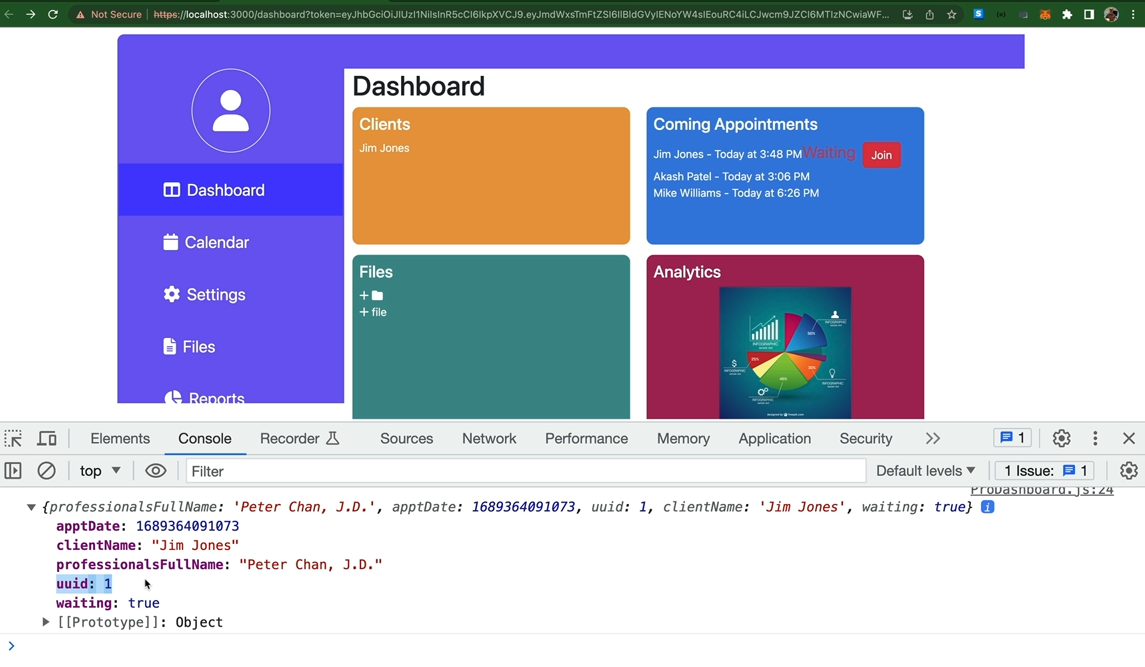 Not Secure https://localhost:3000/dashboard?token=eyJhbGciOiJIUzI1NiIsInR5cCI6IkpXVCJ9.eyJmdWxsTmFtZSI6IlBldGVyIENoYW4sIEouRC4iLCJwcm9JZCI6MTIzNCwiaWF...
Dashboard
Clients
Jim Jones
Coming Appointments
Jim Jones - Today at 3:48 PM Waiting Join
Akash Patel - Today at 3:06 PM
Mike Williams - Today at 6:26 PM
Dashboard
Calendar
Settings
Files
Reports
Files
+
+ file
Analytics
Elements Console Recorder Sources Network Performance Memory Application Security 1
top Filter Default levels 1 Issue: 1
ProDashboard.js:24
{professionalsFullName: 'Peter Chan, J.D.', apptDate: 1689364091073, uuid: 1, clientName: 'Jim Jones', waiting: true}
apptDate: 1689364091073
clientName: "Jim Jones"
professionalsFullName: "Peter Chan, J.D."
uuid: 1
waiting: true
[[Prototype]]: Object